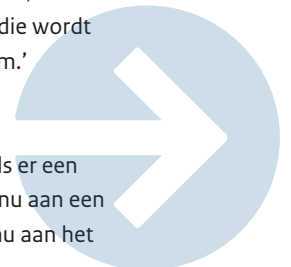 die wordt
m.’
ls er een
nu aan een
nu aan het